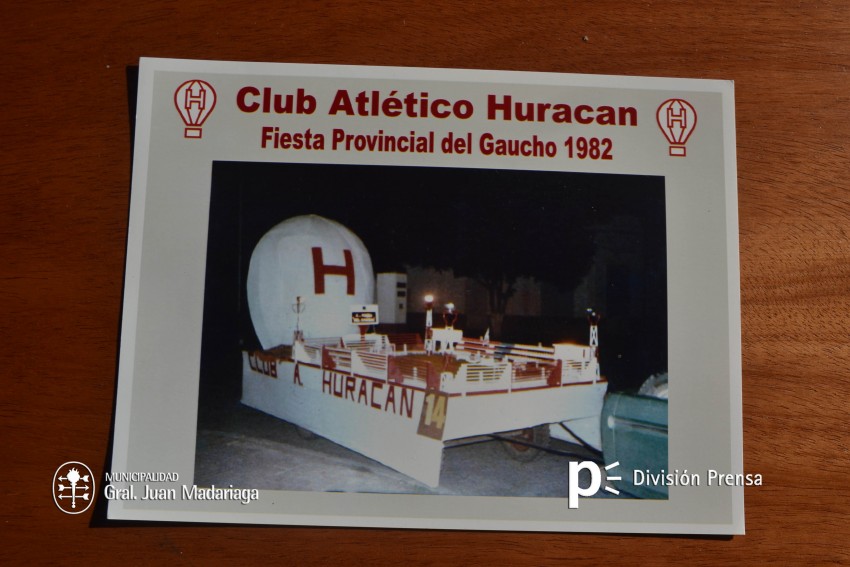 Club Atlético Huracan
Fiesta Provincial del Gaucho 1982
H
H
H
CLUB A. HURACAN
14
MUNICIPALIDAD
Gral. Juan Madariaga
División Prensa